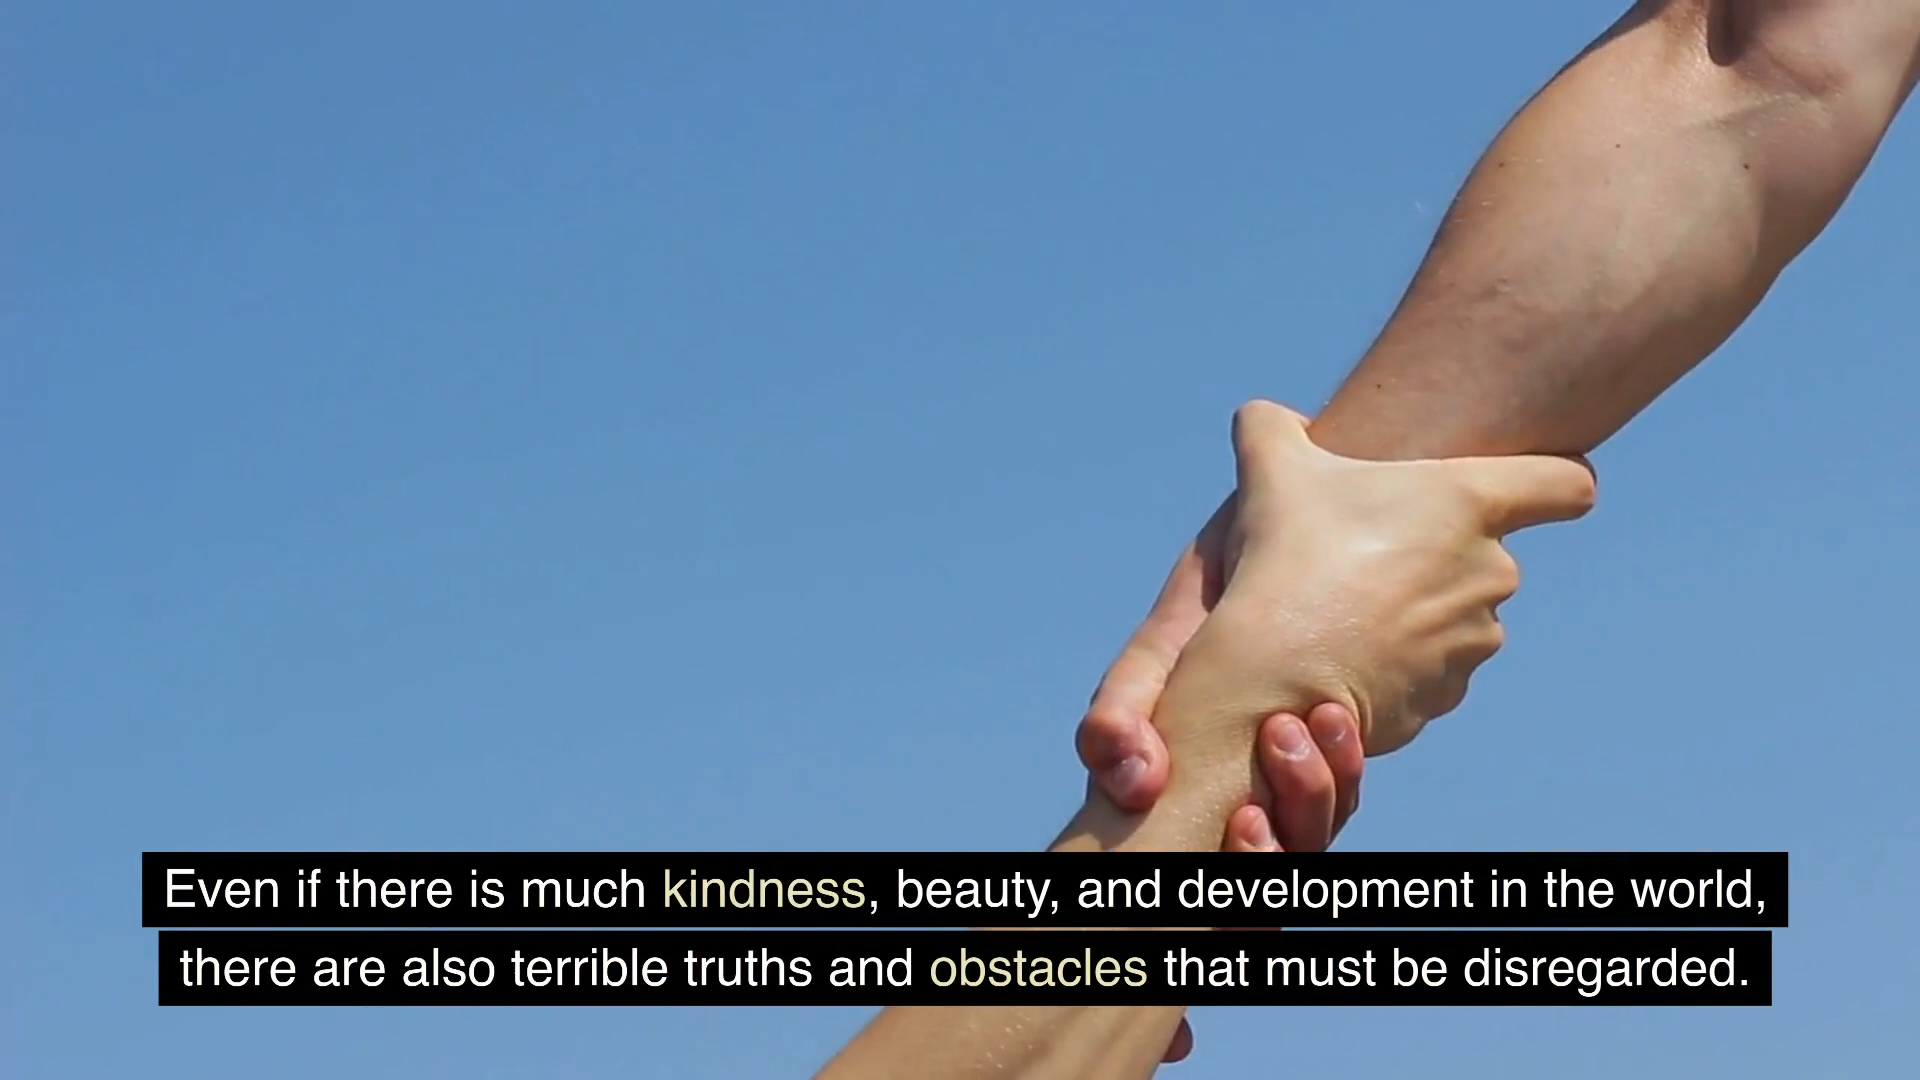 Even if there is much kindness, beauty, and development in the world,
there are also terrible truths and obstacles that must be disregarded.